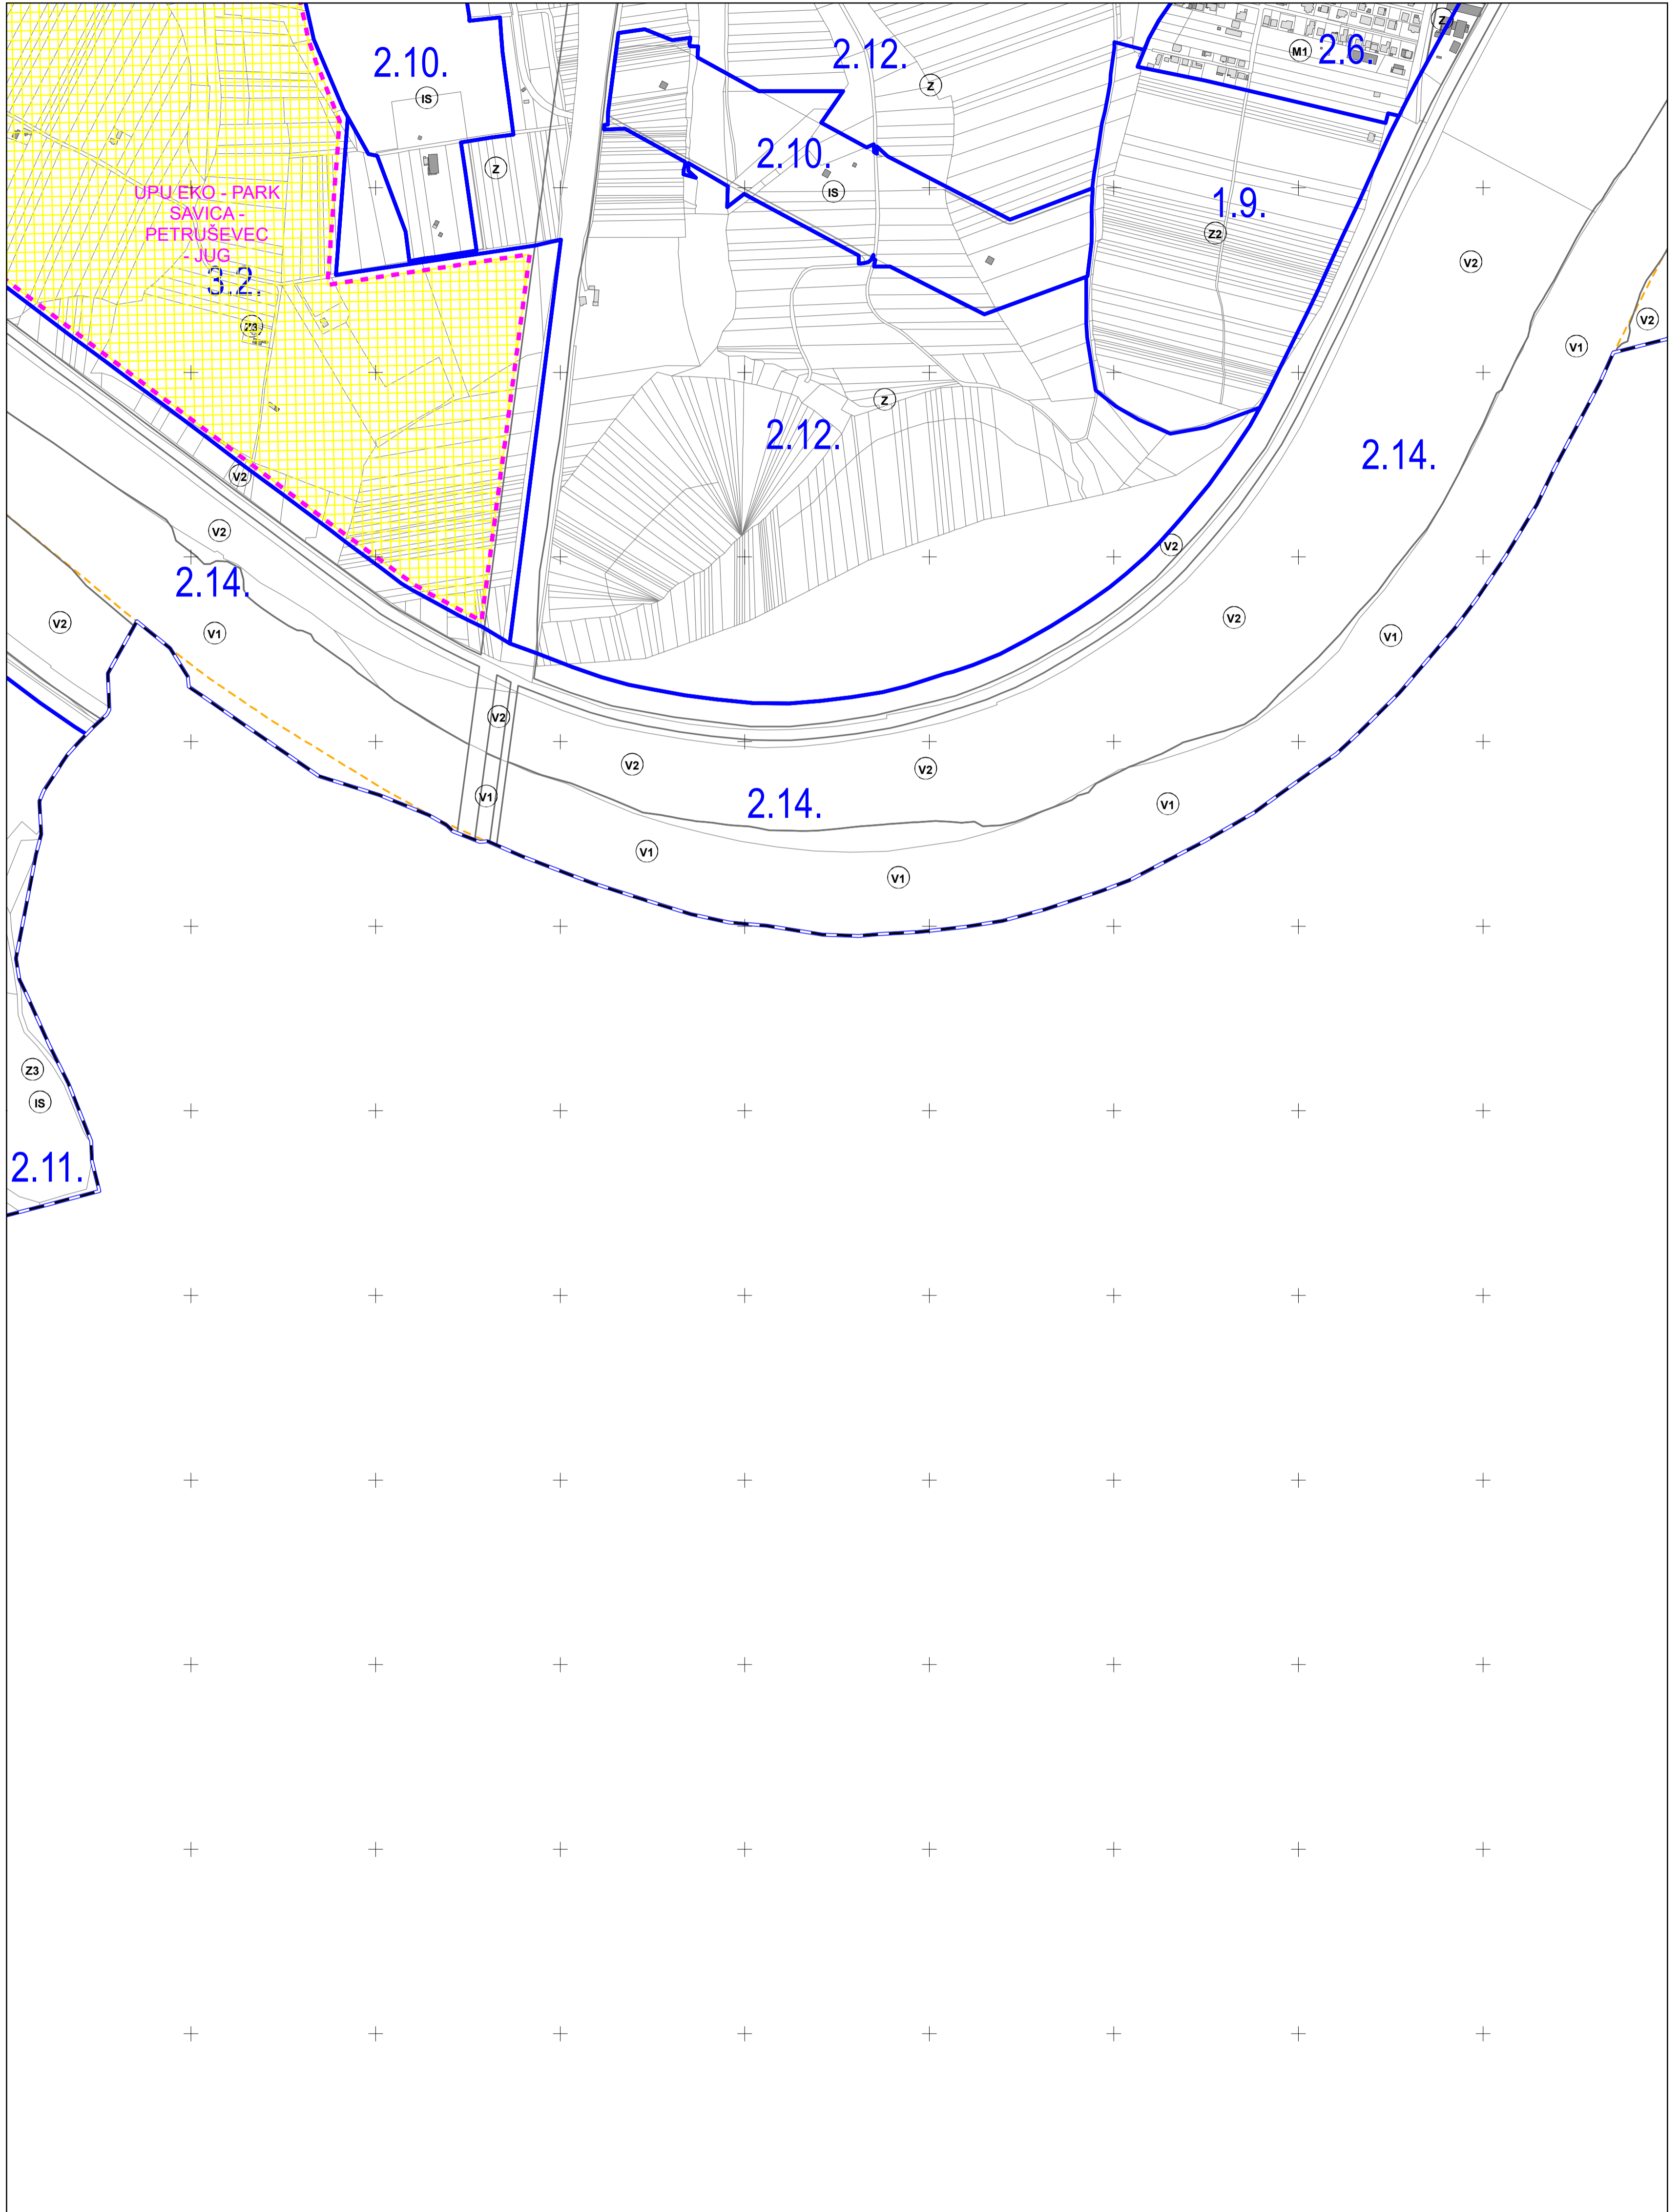 Z
2.6.
M1
2.12.
2.10.
Z
IS
2.10.
Z
IS
UPU EKO - PARK
SAVICA -
PETRUŠEVEC
- JUG
1.9.
Z2
V2
3.2.
Z3
V2
V1
Z
2.12.
2.14.
V2
V2
V2
2.14.
V2
V2
V1
V1
V2
V2
V2
V1
2.14.
V1
V1
V1
Z3
IS
2.11.